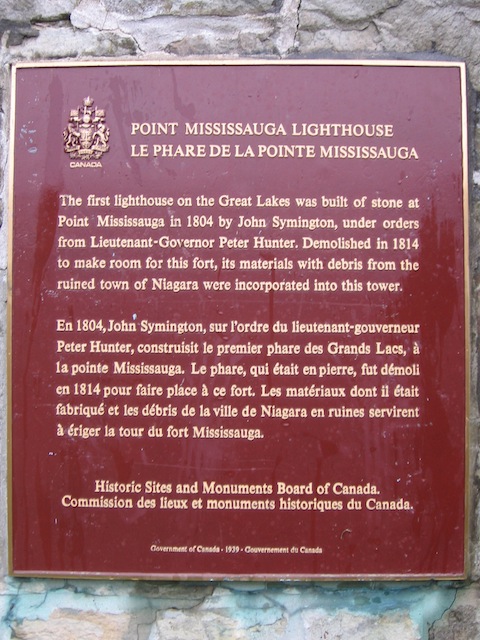 CANADA
POINT MISSISSAUGA LIGHTHOUSE
LE PHARE DE LA POINTE MISSISSAUGA
The first lighthouse on the Great Lakes was built of stone at
Point Mississauga in 1804 by John Symington, under orders
from Lieutenant-Governor Peter Hunter. Demolished in 1814
to make room for this fort, its materials with debris from the
ruined town of Niagara were incorporated into this tower.
En 1804, John Symington, sur l'ordre du lieutenant-gouverneur
Peter Hunter, construisit le premier phare des Grands Lacs, à
la pointe Mississauga. Le phare, qui était en pierre, fut démoli
en 1814 pour faire place à ce fort. Les matériaux dont il était
fabriqué et les débris de la ville de Niagara en ruines servirent
à ériger la tour du fort Mississauga.
Historic Sites and Monuments Board of Canada.
Commission des lieux et monuments historiques du Canada.
Government of Canada · 1939 · Gouvernement du Canada